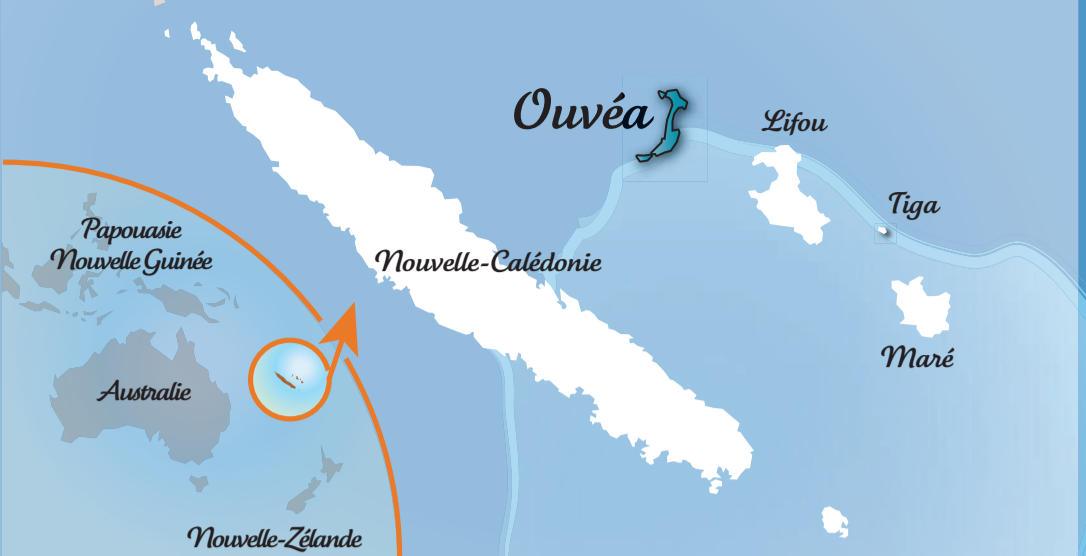 Ouvéa
Lifou
Tiga
Papouasie
Nouvelle Guinée
Nouvelle-Calédonie
Maré
Australie
Nouvelle-Zélande